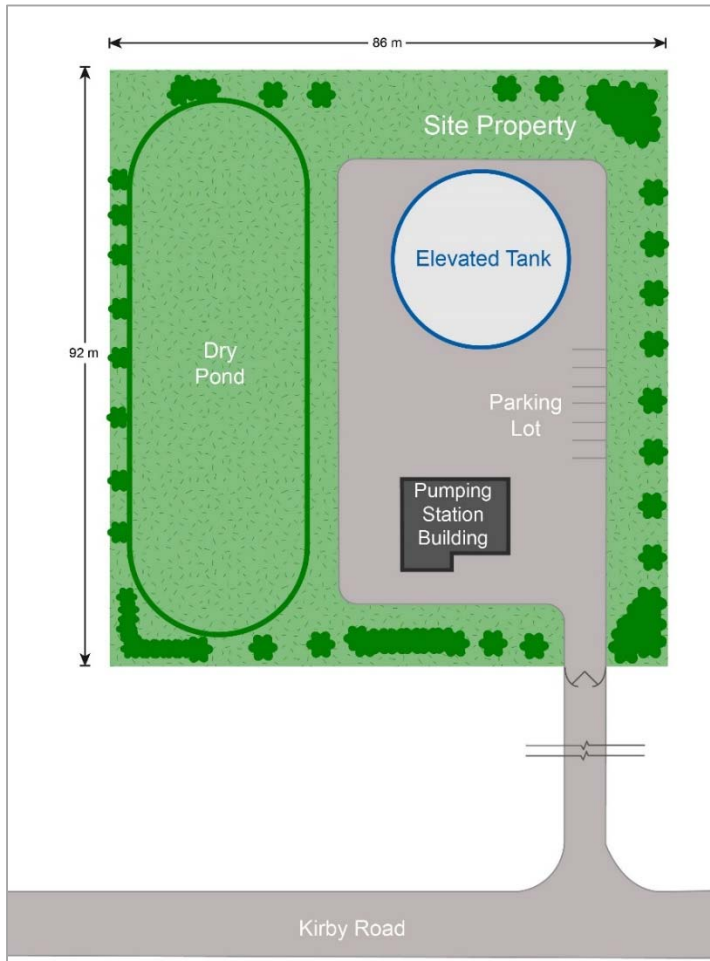 86 m
Site Property
Elevated Tank
92 m
Dry
Pond
Parking
Lot
Pumping
Station
Building
Kirby Road